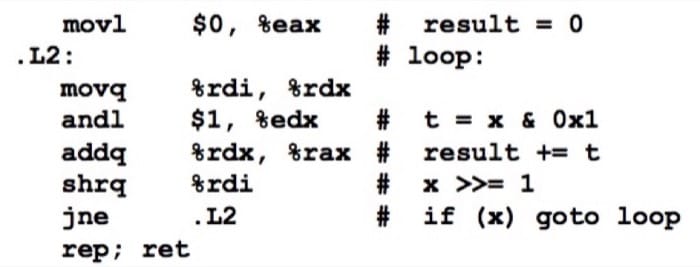 movl $0, %eax # result = 0
.L2: # loop:
movq %rdi, %rdx
andl $1, %edx # t = x & 0x1
addq %rdx, %rax # result += t
shrq %rdi # x >>= 1
jne .L2 # if (x) goto loop
rep; ret